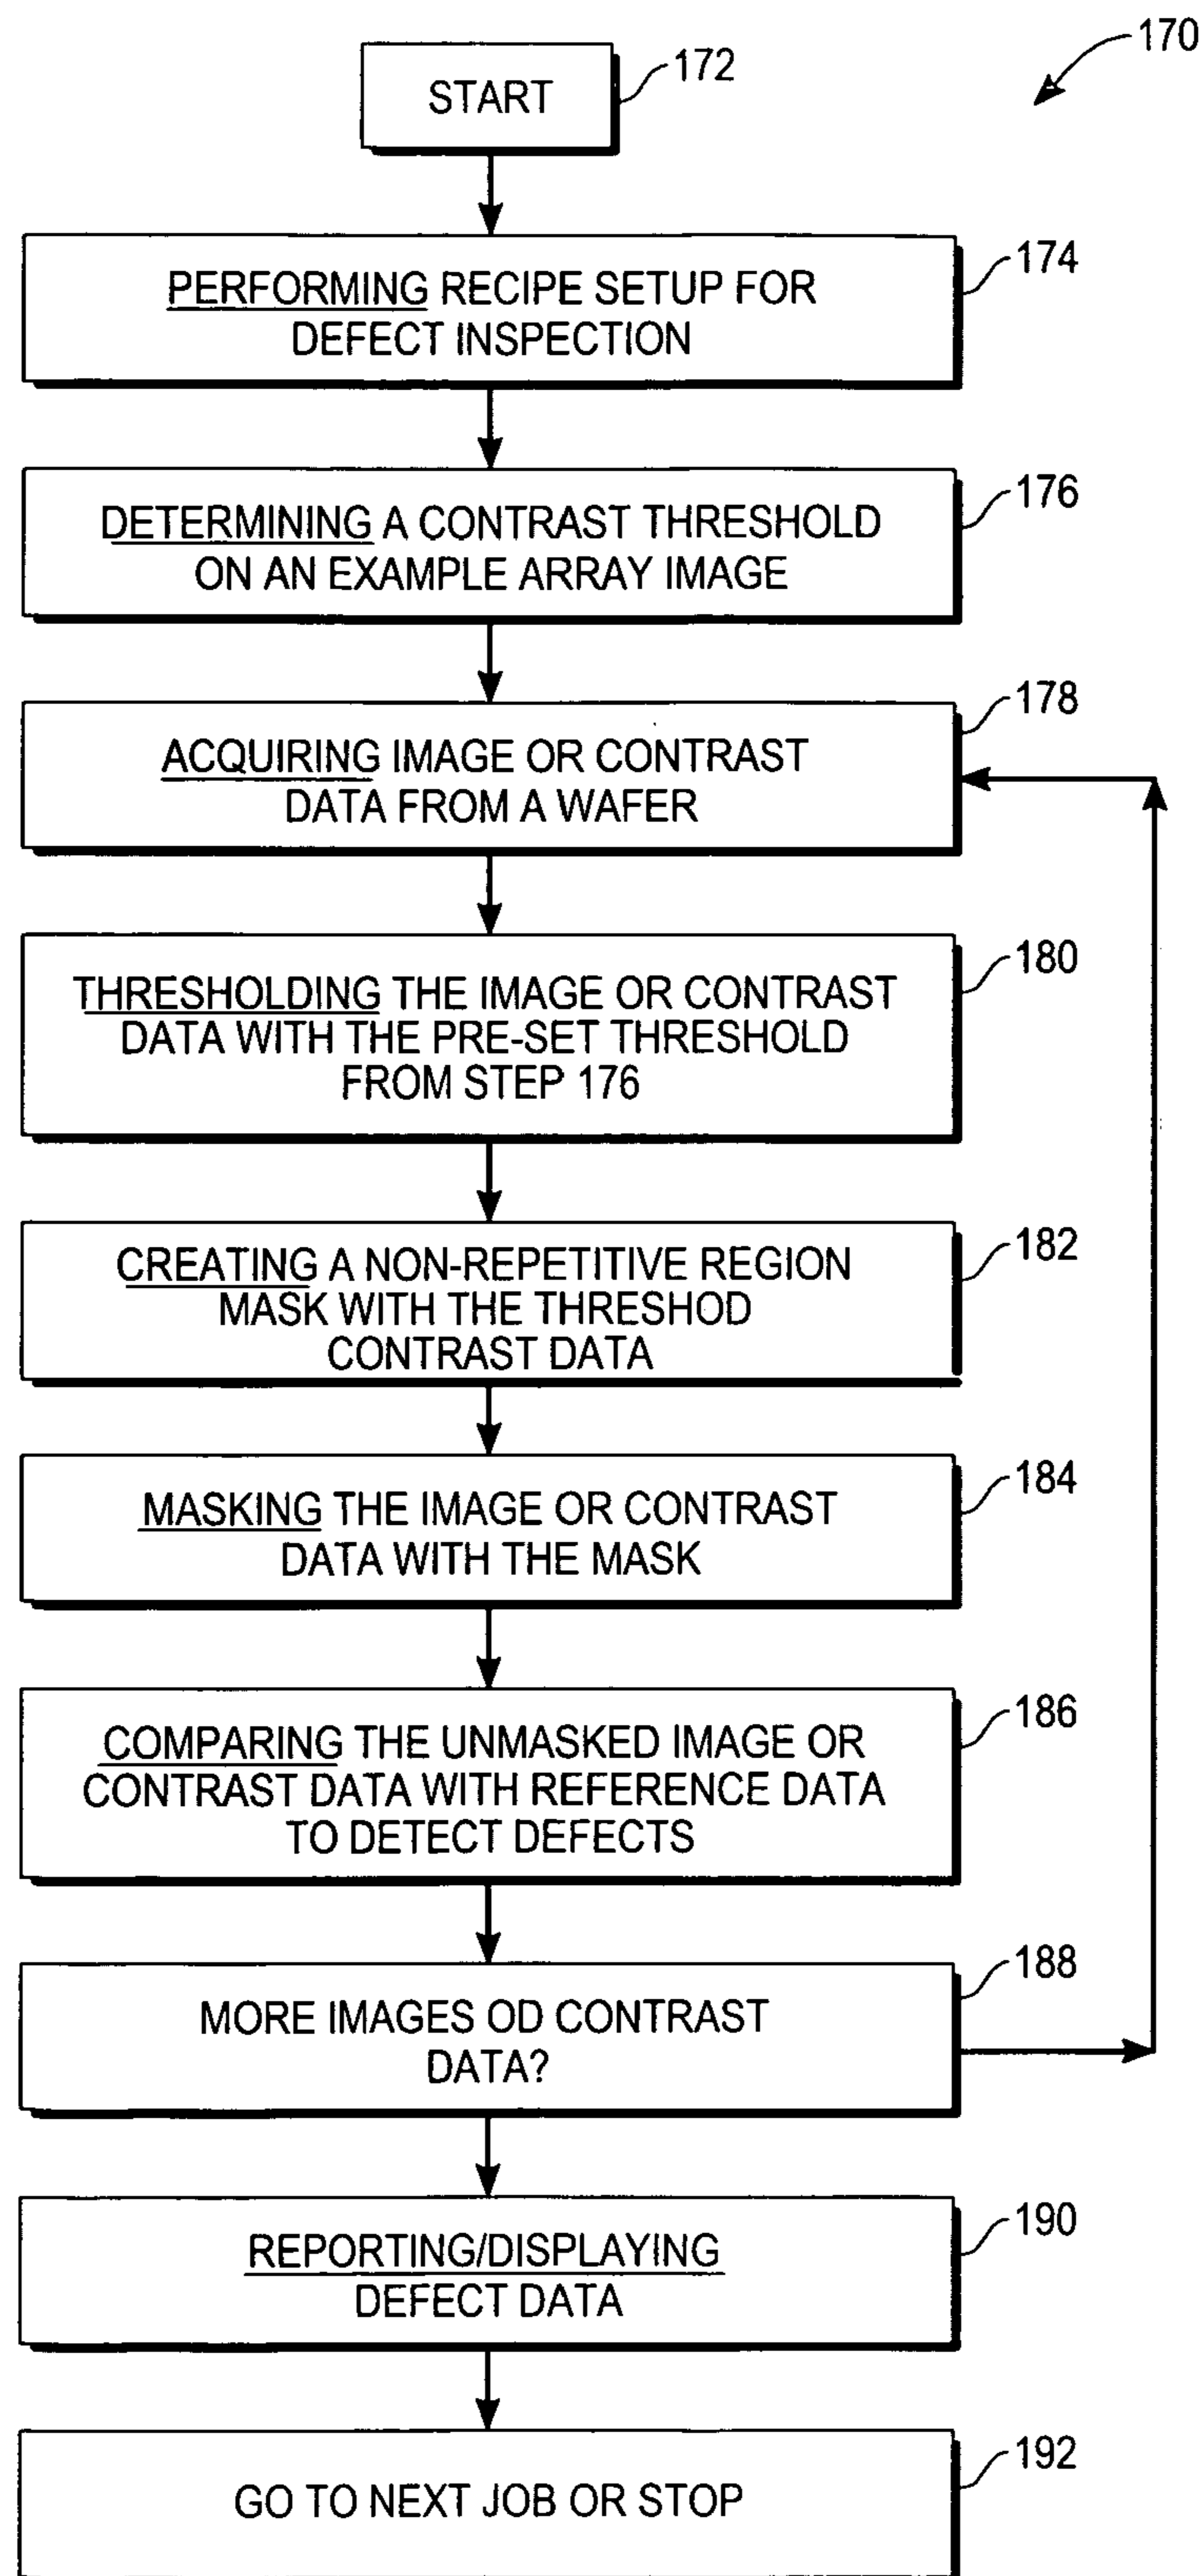 170
START
172
PERFORMING RECIPE SETUP FOR
DEFECT INSPECTION
174
DETERMINING A CONTRAST THRESHOLD
ON AN EXAMPLE ARRAY IMAGE
176
ACQUIRING IMAGE OR CONTRAST
DATA FROM A WAFER
178
THRESHOLDING THE IMAGE OR CONTRAST
DATA WITH THE PRE-SET THRESHOLD
FROM STEP 176
180
CREATING A NON-REPETITIVE REGION
MASK WITH THE THRESHOD
CONTRAST DATA
182
MASKING THE IMAGE OR CONTRAST
DATA WITH THE MASK
184
COMPARING THE UNMASKED IMAGE OR
CONTRAST DATA WITH REFERENCE DATA
TO DETECT DEFECTS
186
MORE IMAGES OD CONTRAST
DATA?
188
REPORTING/DISPLAYING
DEFECT DATA
190
GO TO NEXT JOB OR STOP
192